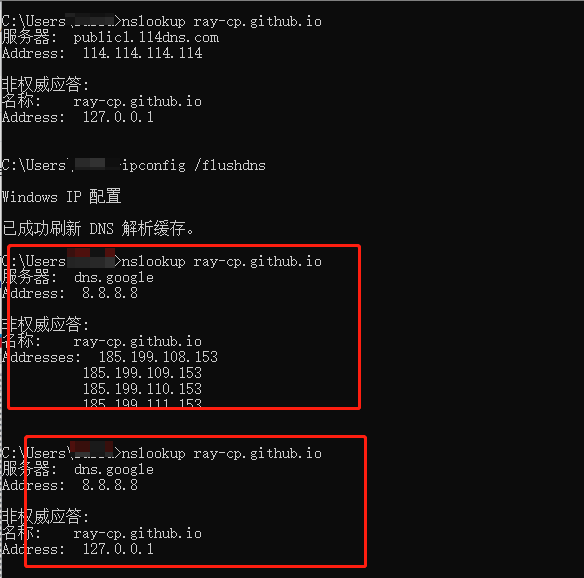 C:\Users\>nslookup ray-cp.github.io
服务器:  public1.114dns.com
Address:  114.114.114.114
非权威应答:
名称:    ray-cp.github.io
Address:  127.0.0.1
C:\Users\ ipconfig /flushdns
Windows IP 配置
已成功刷新 DNS 解析缓存。
C:\Users >nslookup ray-cp.github.io
服务器:  dns.google
Address:  8.8.8.8
非权威应答:
名称:    ray-cp.github.io
Addresses:  185.199.108.153
185.199.109.153
185.199.110.153
185.199.111.153
C:\Users >nslookup ray-cp.github.io
服务器:  dns.google
Address:  8.8.8.8
非权威应答:
名称:    ray-cp.github.io
Address:  127.0.0.1